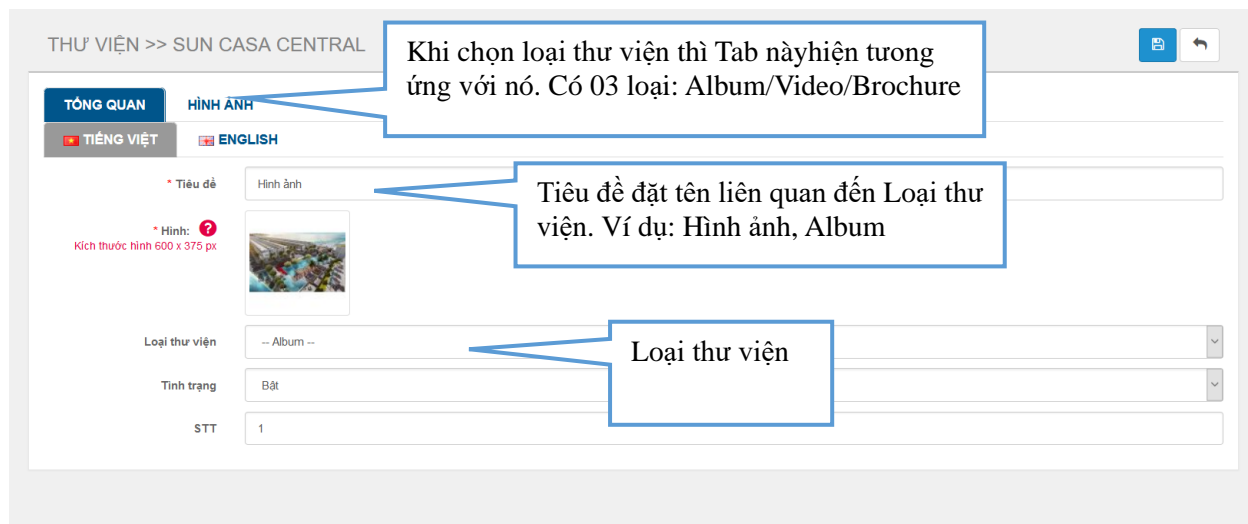 THƯ VIỆN >> SUN CASA CENTRAL
Khi chọn loại thư viện thì Tab nàyhiện tương
ứng với nó. Có 03 loại: Album/Video/Brochure
TỔNG QUAN
HÌNH ẢNH
TIẾNG VIỆT
ENGLISH
* Tiêu đề
Hình ảnh
Tiêu đề đặt tên liên quan đến Loại thư
viện. Ví dụ: Hình ảnh, Album
* Hình: ?
Kích thước hình 600 x 375 px
Loại thư viện
-- Album --
Loại thư viện
Tình trạng
Bật
STT
1